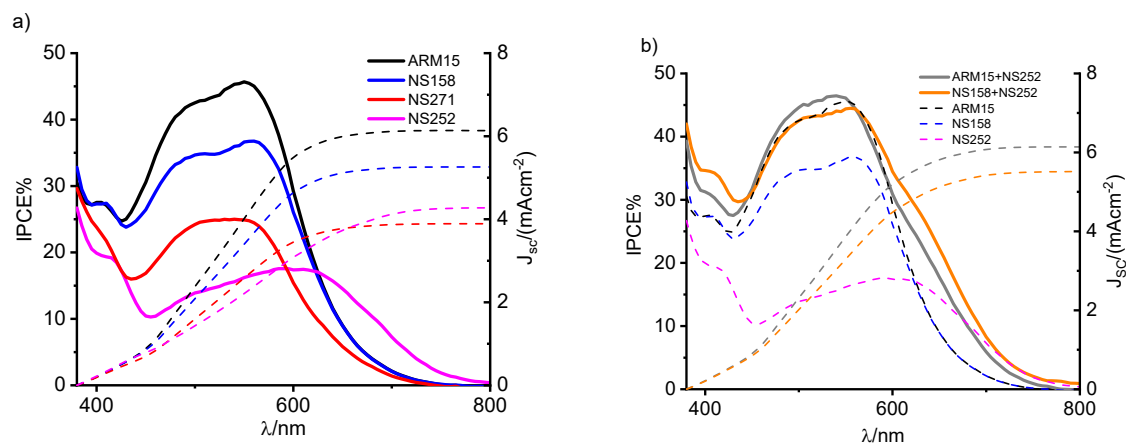 a)
50
40
30
20
10
0
IPCE%
400
600
800
λ/nm
8
6
4
2
0
Jsc/(mAcm-2)
ARM15
NS158
NS271
NS252
b)
50
40
30
20
10
0
IPCE%
400
600
800
λ/nm
8
6
4
2
0
JSC/(mAcm-2)
ARM15+NS252
NS158+NS252
ARM15
NS158
NS252